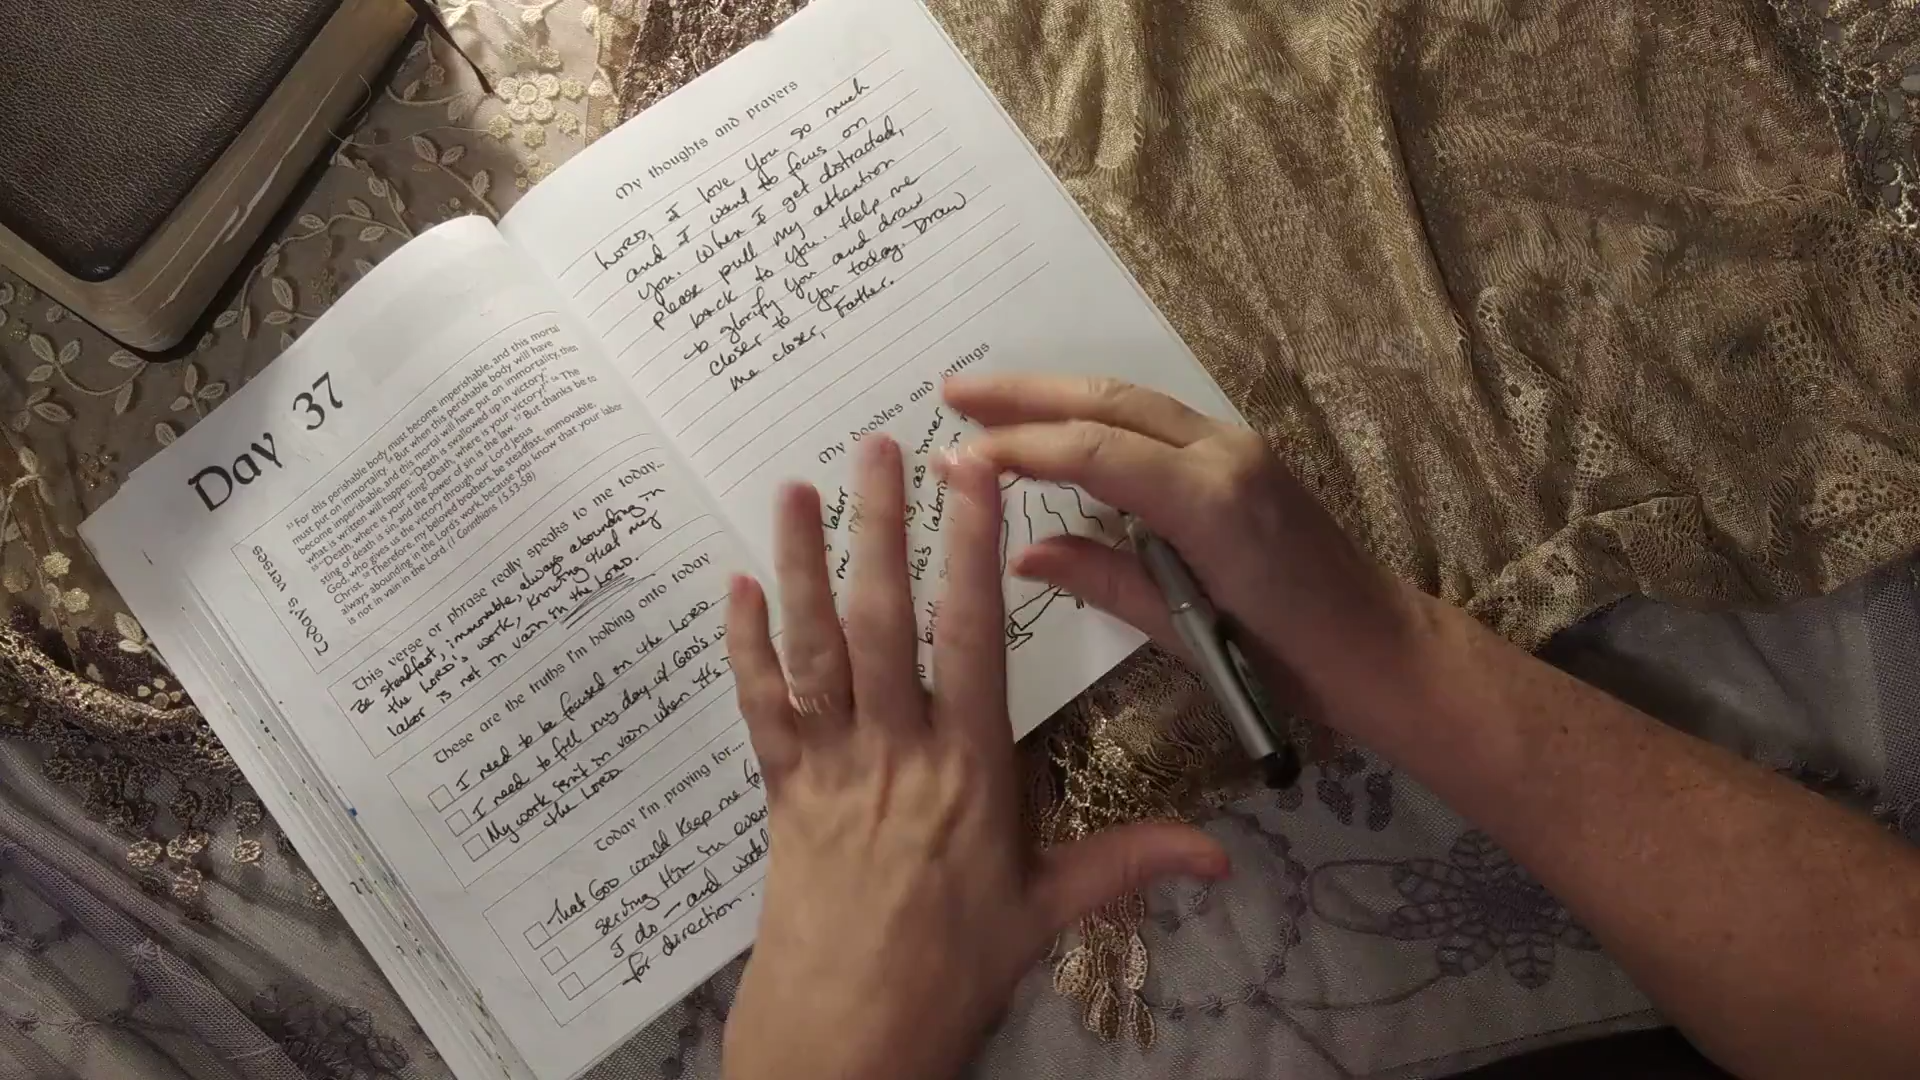 Day 37
Today's verses
⁵³ For this perishable body must become imperishable, and this mortal
must put on immortality. ⁵⁴ But when this perishable body will have
become imperishable, and this mortal will have put on immortality, then
what is written will happen: "Death is swallowed up in victory."
⁵⁵ "Death, where is your sting? Death, where is your victory?" ⁵⁶ The
sting of death is sin, and the power of sin is the law. ⁵⁷ But thanks be to
God, who gives us the victory through our Lord Jesus
Christ. ⁵⁸ Therefore, my beloved brothers, be steadfast, immovable,
always abounding in the Lord's work, because you know that your labor
is not in vain in the Lord (1 Corinthians 15.53-58)
This verse or phrase really speaks to me today...
Be steadfast, immovable, always abounding in
the LORD's work, knowing that my
labor is not in vain in the LORD.
These are the truths I'm holding onto today
I need to be focused on the LORD
I need to fill my day w/ GOD's
My work isn't in vain when it's
the LORD
Today I'm praying for....
That GOD would keep me
serving Him in
I do - and
for direction.
My thoughts and prayers
LORD, I love You so much
and I want to focus on
You. When I get distracted,
please pull my attention
back to You. Help me
to glorify You and draw
closer to You today. Draw
me closer, Father.
My doodles and jottings
labor
me
as inner
He's